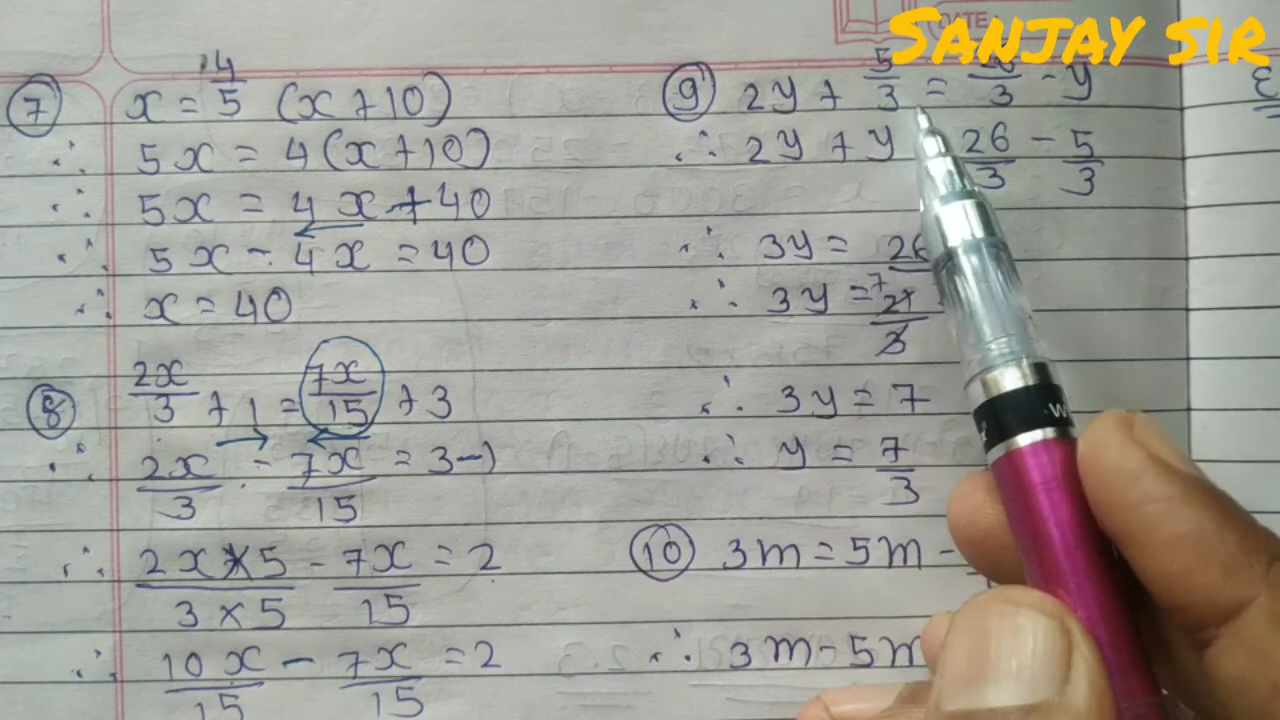 SANJAY SIR
DATE
7 x = 4/5 (x + 10)
∴ 5x = 4(x + 10)
∴ 5x = 4x + 40
∴ 5x - 4x = 40
∴ x = 40
8 2x/3 + 1 = 7x/15 + 3
∴ 2x/3 - 7x/15 = 3 - 1
∴ 2x × 5/3 × 5 - 7x/15 = 2
∴ 10x/15 - 7x/15 = 2
9 2y + 5/3 = /3 - y
∴ 2y + y 26/3 - 5/3
∴ 3y = 26
∴ 3y = 7 21/3
∴ 3y = 7
∴ y = 7/3
10 3m = 5m -
∴ 3m - 5m